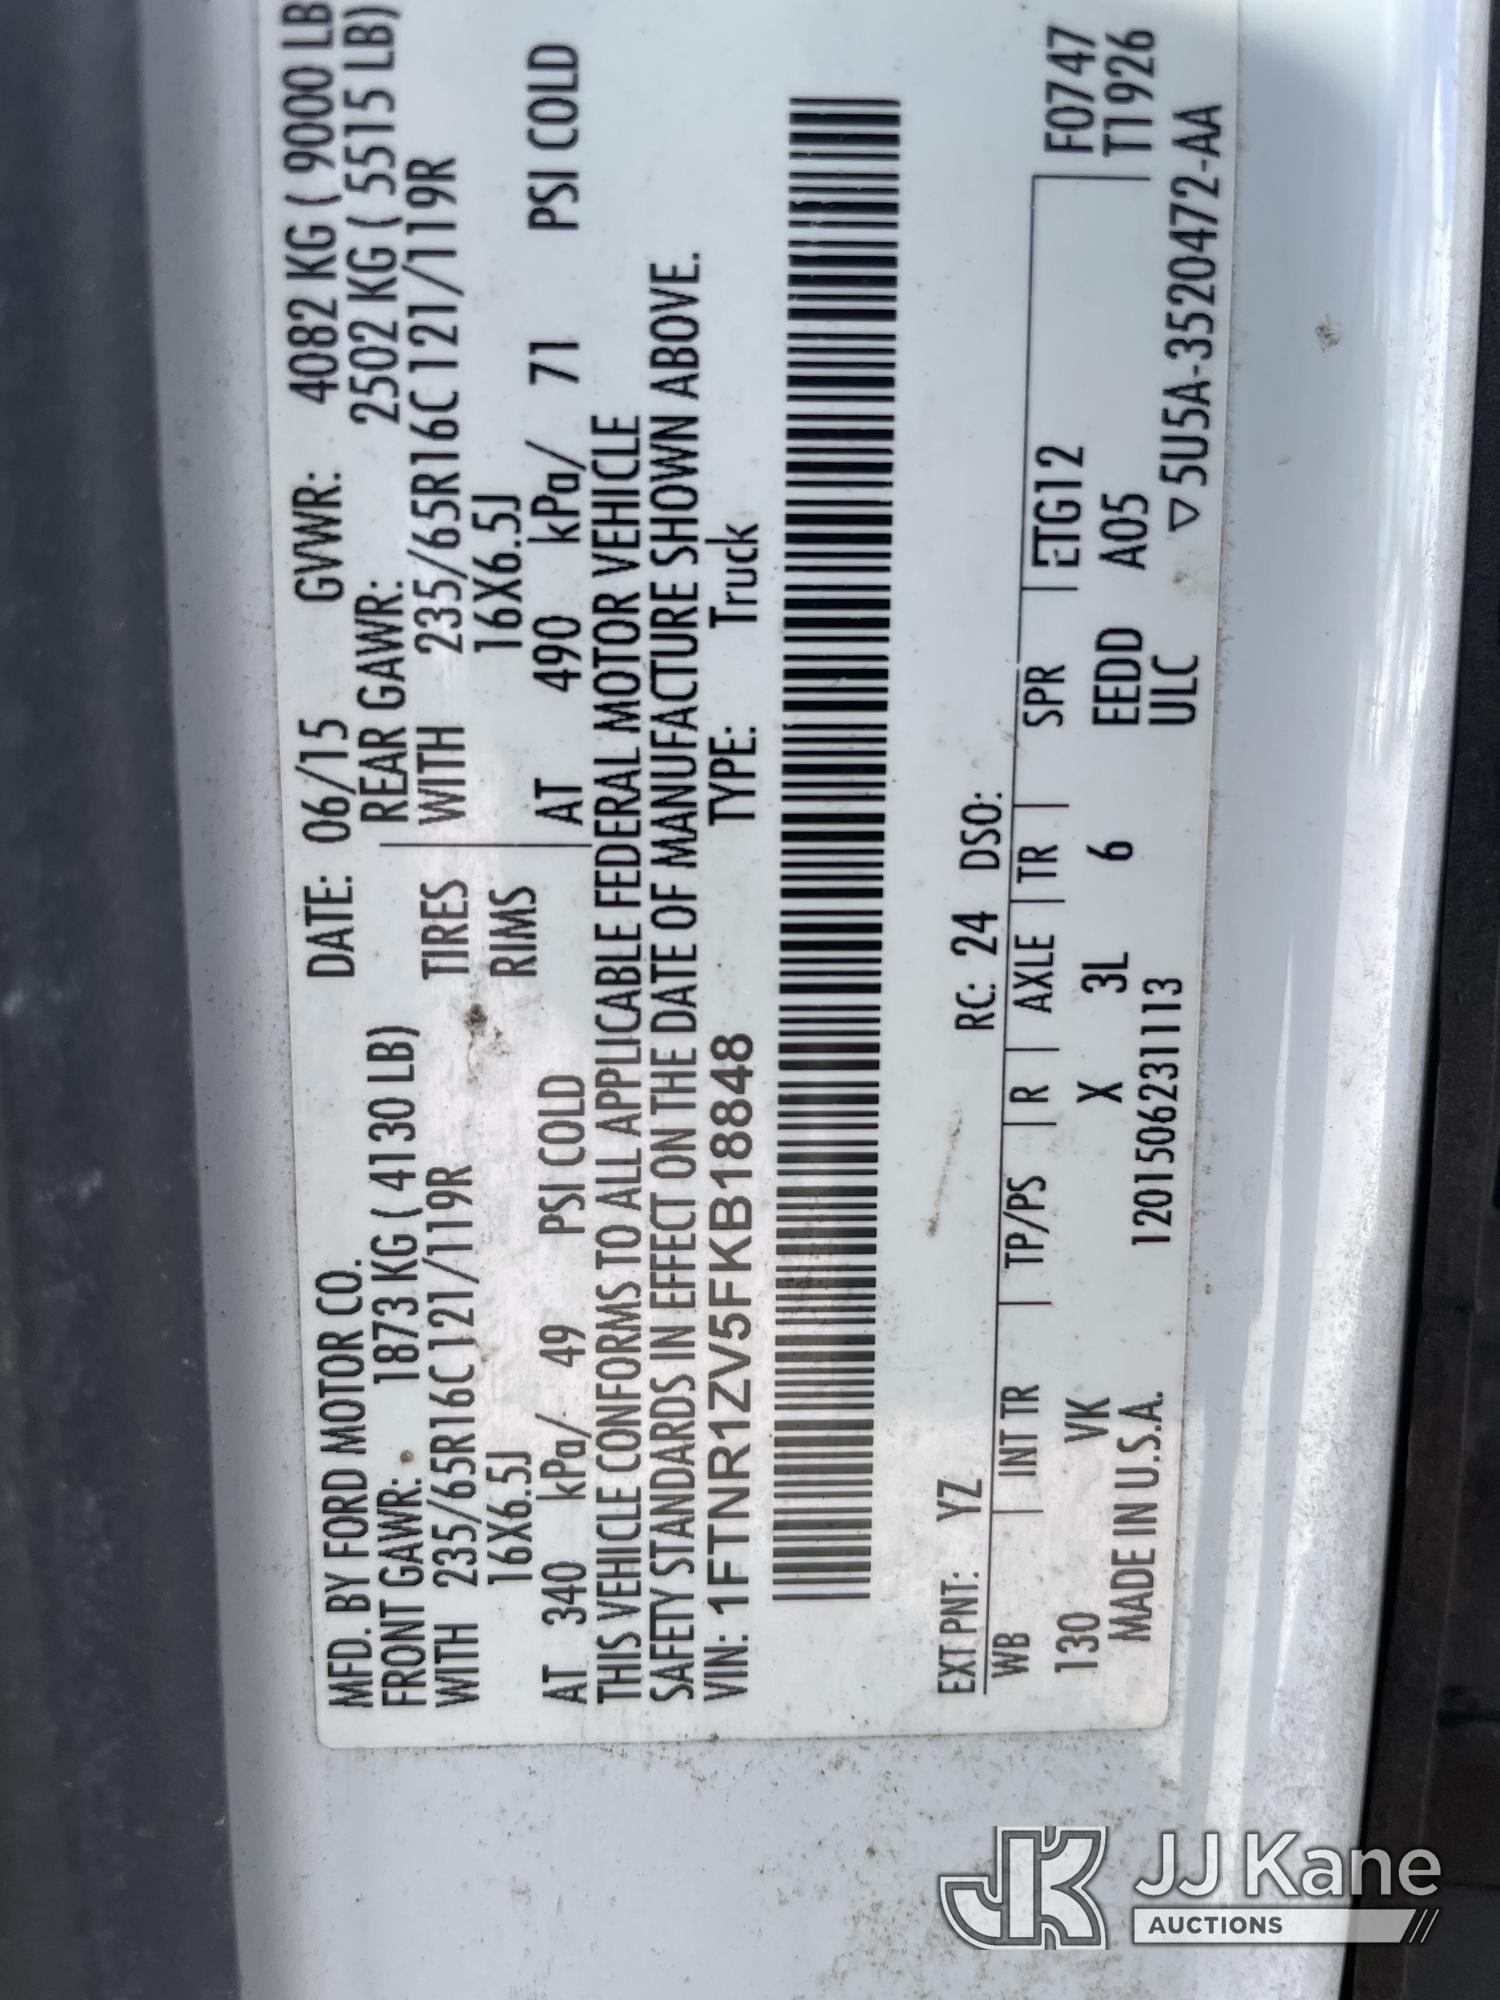 MFD. BY FORD MOTOR CO. DATE: 06/15 GVWR: 4082 KG ( 9000 LB
FRONT GAWR: 1873 KG ( 4130 LB) REAR GAWR: 2502 KG ( 5515 LB)
WITH 235/65R16C 121/119R TIRES WITH 235/65R16C 121/119R
16X6.5J RIMS 16X6.5J
AT 340 kPa/ 49 PSI COLD AT 490 kPa/ 71 PSI COLD
THIS VEHICLE CONFORMS TO ALL APPLICABLE FEDERAL MOTOR VEHICLE
SAFETY STANDARDS IN EFFECT ON THE DATE OF MANUFACTURE SHOWN ABOVE.
VIN: 1FTNR1ZV5FKB18848 TYPE: Truck
EXT PNT: YZ RC: 24 DSO: F0747
WB INT TR TP/PS R AXLE TR SPR ETG12 T1926
130 VK X 3L 6 EEDD A05
MADE IN U.S.A. 1201506231113 ULC ▽5U5A-3520472-AA
JK JJ Kane
AUCTIONS